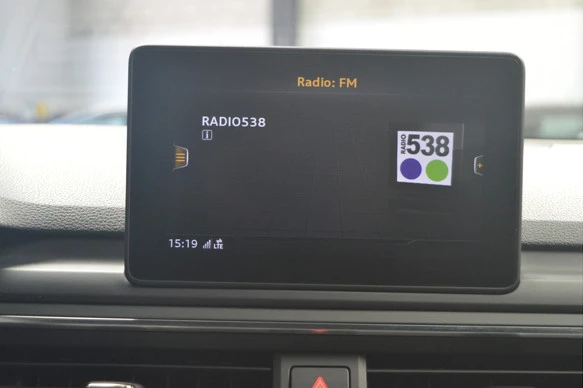 Radio: FM
RADIO538
i
RADIO 538
15:19 LTE